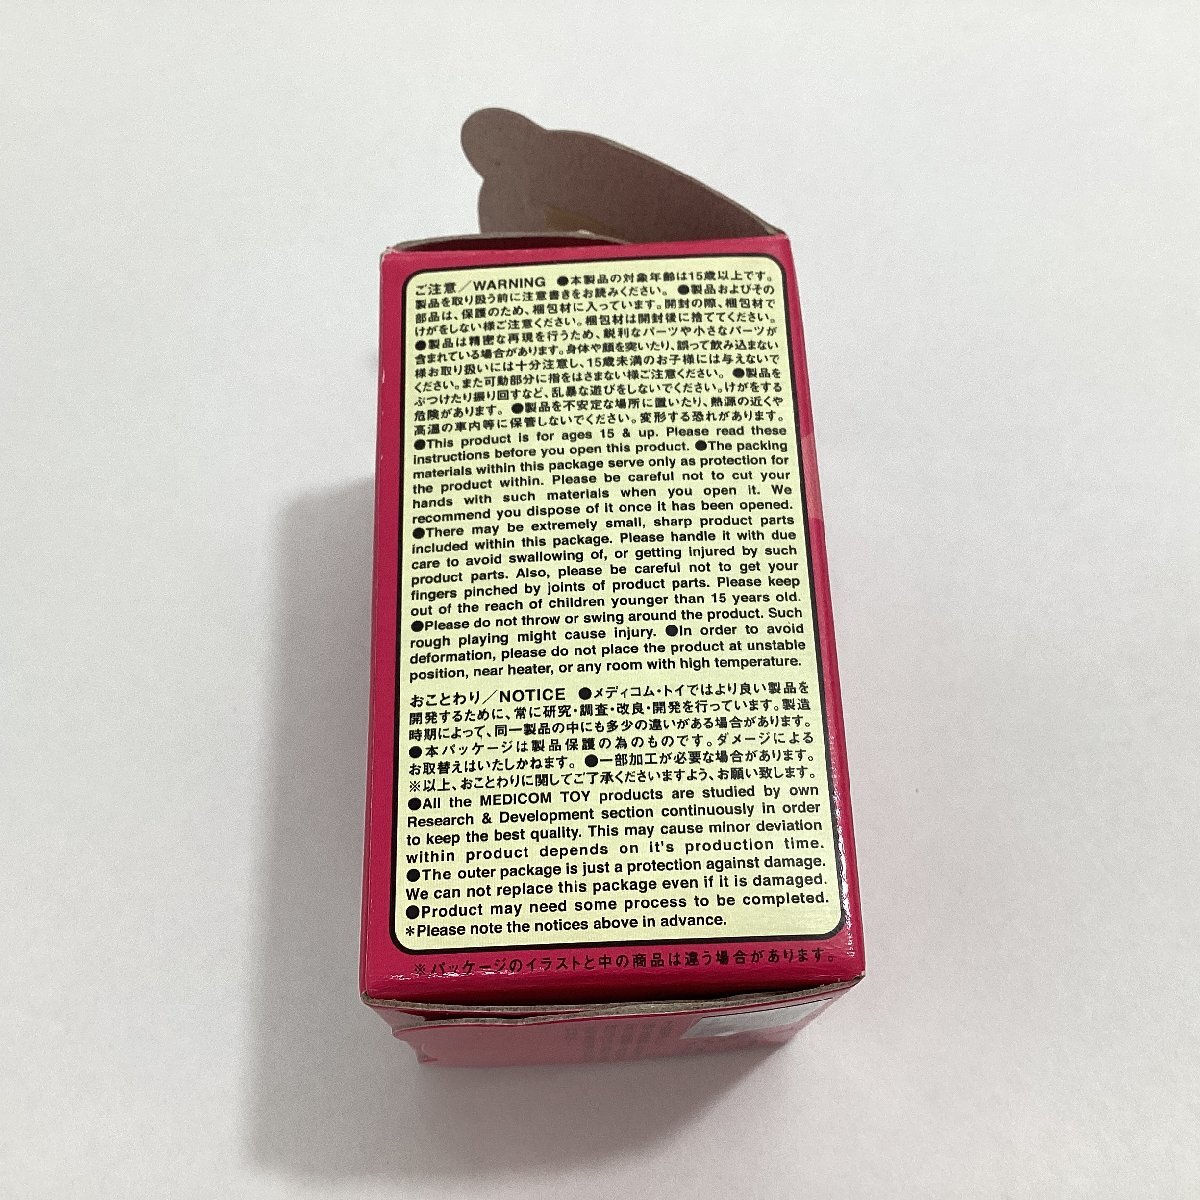 ご注意／WARNING ●本製品の対象年齢は15歳以上です。
製品を取り扱う前に注意書きをお読みください。 ●製品およびその
部品は、保護のため、梱包材に入っています。開封の際、梱包材で
けがをしない様ご注意ください。梱包材は開封後に捨ててください。
●製品は精密な再現を行うため、鋭利なパーツや小さなパーツが
含まれている場合があります。身体や顔を突いたり、誤って飲み込まない
様お取り扱いには十分注意し、15歳未満のお子様には与えないで
ください。また可動部分に指をはさまない様ご注意ください。 ●製品を
ぶつけたり振り回すなど、乱暴な遊びをしないでください。けがをする
危険があります。 ●製品を不安定な場所に置いたり、熱源の近くや
高温の車内等に保管しないでください。変形する恐れがあります。
●This product is for ages 15 & up. Please read these
instructions before you open this product. ●The packing
materials within this package serve only as protection for
the product within. Please be careful not to cut your
hands with such materials when you open it. We
recommend you dispose of it once it has been opened.
●There may be extremely small, sharp product parts
included within this package. Please handle it with due
care to avoid swallowing of, or getting injured by such
product parts. Also, please be careful not to get your
fingers pinched by joints of product parts. Please keep
out of the reach of children younger than 15 years old.
●Please do not throw or swing around the product. Such
rough playing might cause injury. ●In order to avoid
deformation, please do not place the product at unstable
position, near heater, or any room with high temperature.
おことわり／NOTICE ●メディコム・トイではより良い製品を
開発するために、常に研究・調査・改良・開発を行っています。製造
時期によって、同一製品の中にも多少の違いがある場合があります。
●本パッケージは製品保護の為のものです。ダメージによる
お取替えはいたしかねます。 ●一部加工が必要な場合があります。
※以上、おことわりに関してご了承くださいますよう、お願い致します。
●All the MEDICOM TOY products are studied by own
Research & Development section continuously in order
to keep the best quality. This may cause minor deviation
within product depends on it's production time.
●The outer package is just a protection against damage.
We can not replace this package even if it is damaged.
●Product may need some process to be completed.
*Please note the notices above in advance.
※パッケージのイラストと中の商品は違う場合があります。